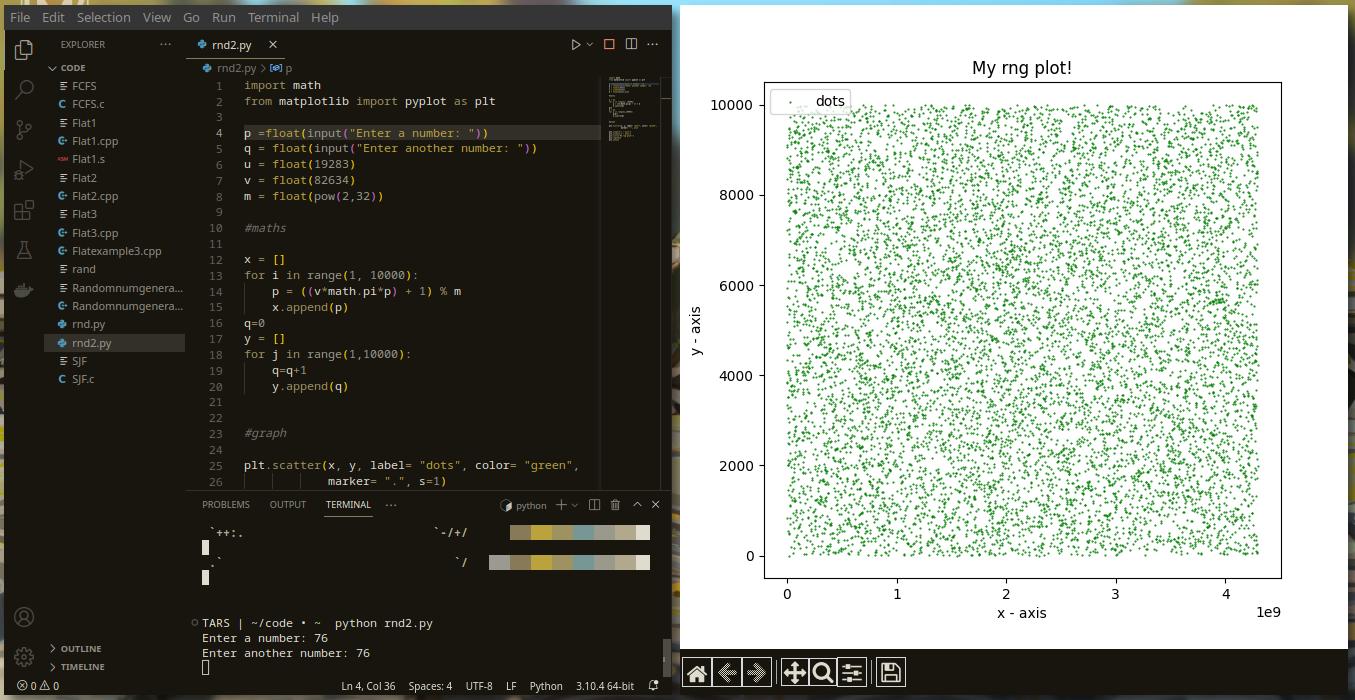 File Edit Selection View Go Run Terminal Help
EXPLORER ···
CODE
FCFS
C FCFS.c
Flat1
Flat1.cpp
ASM Flat1.s
Flat2
Flat2.cpp
Flat3
Flat3.cpp
Flatexample3.cpp
rand
Randomnumgenera...
Randomnumgenera...
rnd.py
rnd2.py
SJF
C SJF.c
OUTLINE
TIMELINE
rnd2.py ×
rnd2.py > p
1 import math
2 from matplotlib import pyplot as plt
3
4 p =float(input("Enter a number: "))
5 q = float(input("Enter another number: "))
6 u = float(19283)
7 v = float(82634)
8 m = float(pow(2,32))
9
10 #maths
11
12 x = []
13 for i in range(1, 10000):
14 p = ((v*math.pi*p) + 1) % m
15 x.append(p)
16 q=0
17 y = []
18 for j in range(1,10000):
19 q=q+1
20 y.append(q)
21
22
23 #graph
24
25 plt.scatter(x, y, label= "dots", color= "green",
26 marker= ".", s=1)
PROBLEMS OUTPUT TERMINAL ··· python
`++:. `-/+/
.` `/
TARS | ~/code • ~ python rnd2.py
Enter a number: 76
Enter another number: 76
0 0 Ln 4, Col 36 Spaces: 4 UTF-8 LF Python 3.10.4 64-bit
My rng plot!
dots
10000
8000
6000
4000
2000
0
y - axis
0 1 2 3 4
x - axis
1e9